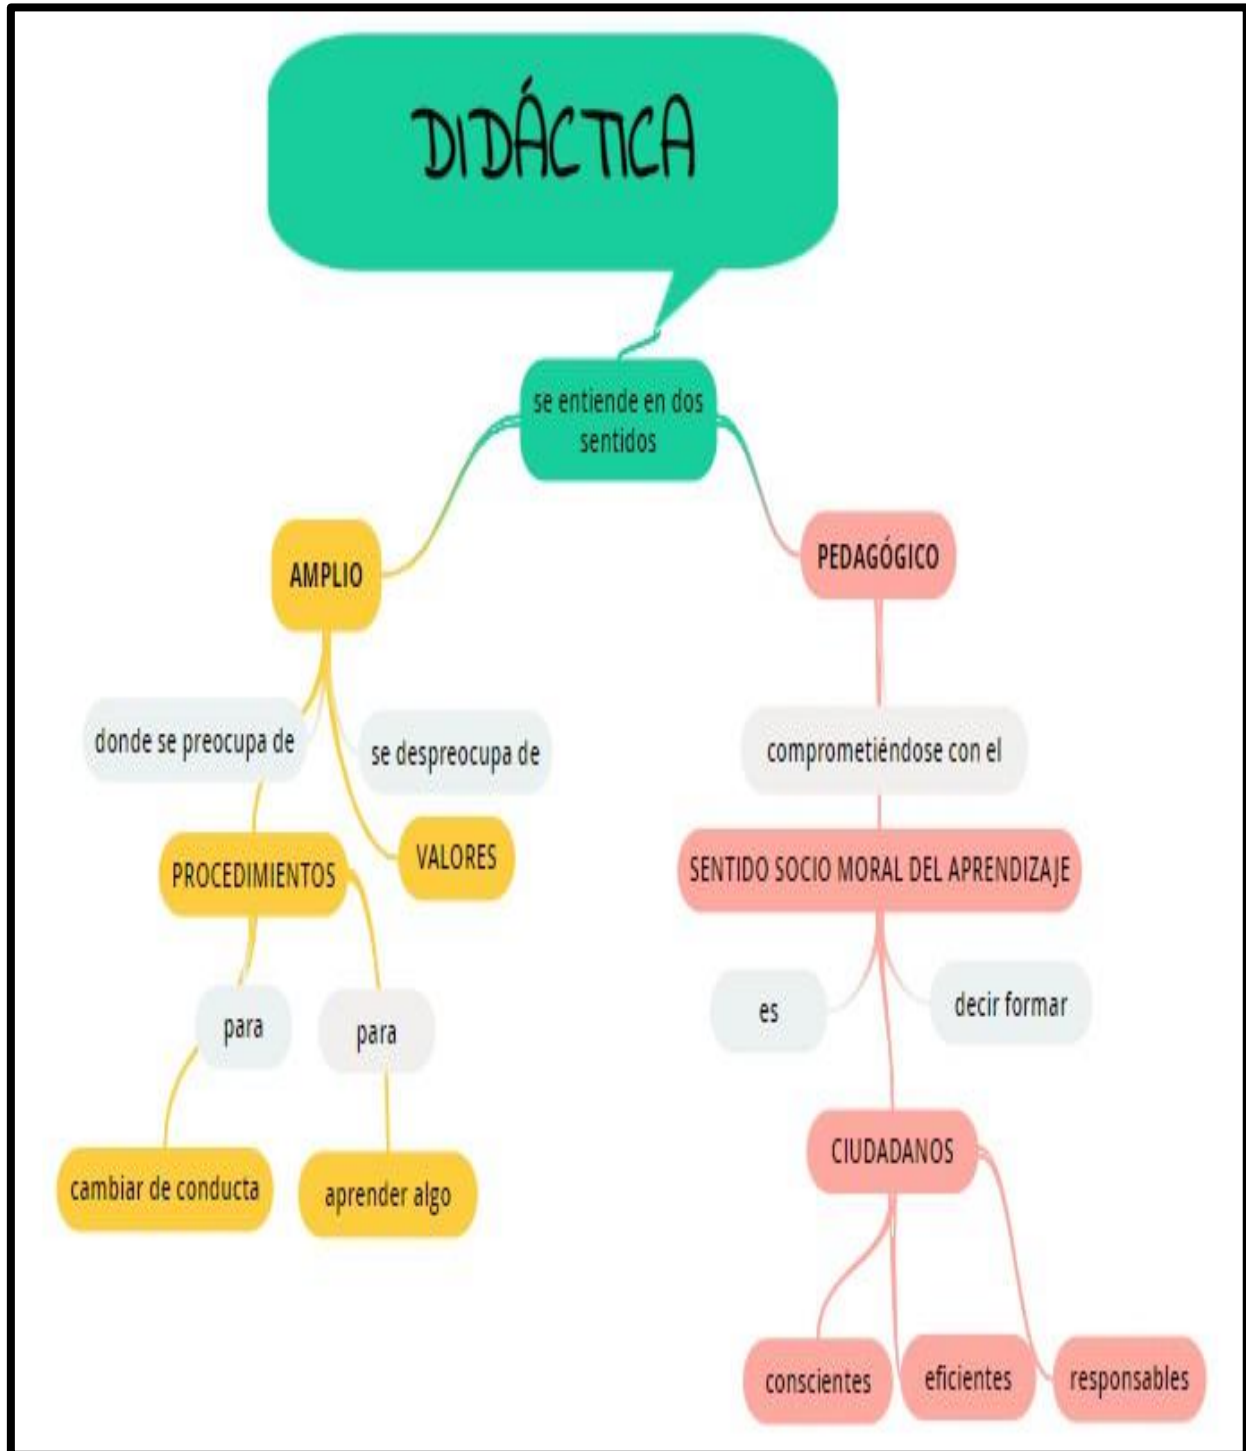 DIDÁCTICA
se entiende en dos
sentidos
AMPLIO
PEDAGÓGICO
donde se preocupa de
se despreocupa de
comprometiéndose con el
PROCEDIMIENTOS
VALORES
SENTIDO SOCIO MORAL DEL APRENDIZAJE
para
para
es
decir formar
cambiar de conducta
aprender algo
CIUDADANOS
conscientes
eficientes
responsables